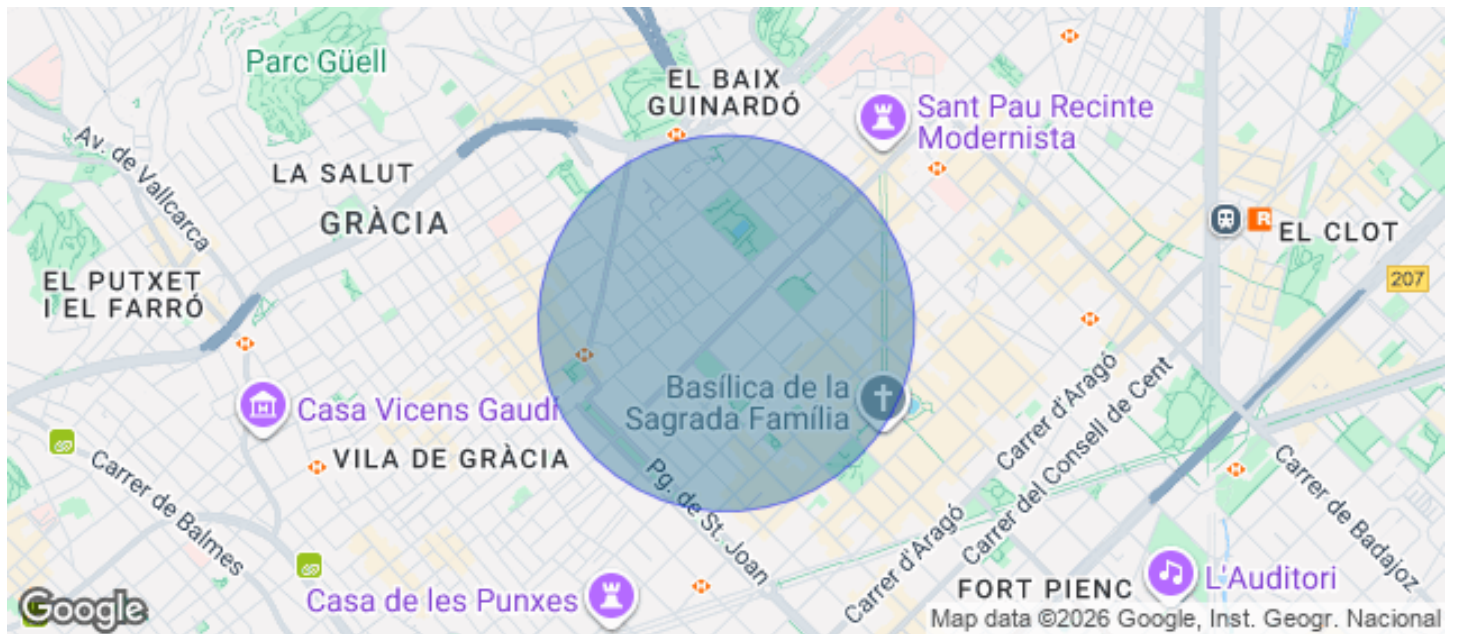 Parc Güell
EL BAIX
GUINARDÓ
Sant Pau Recinte
Modernista
Av. de Vallcarca
LA SALUT
GRÀCIA
R
EL CLOT
EL PUTXET
I EL FARRÓ
207
Casa Vicens Gaudí
Basílica de la
Sagrada Família
Carrer d'Aragó
Carrer del Consell de Cent
VILA DE GRÀCIA
Carrer de Balmes
Pg. de St. Joan
Carrer d'Aragó
Carrer de Badajoz
FORT PIENC
L'Auditori
Casa de les Punxes
Google
Map data ©2026 Google, Inst. Geogr. Nacional